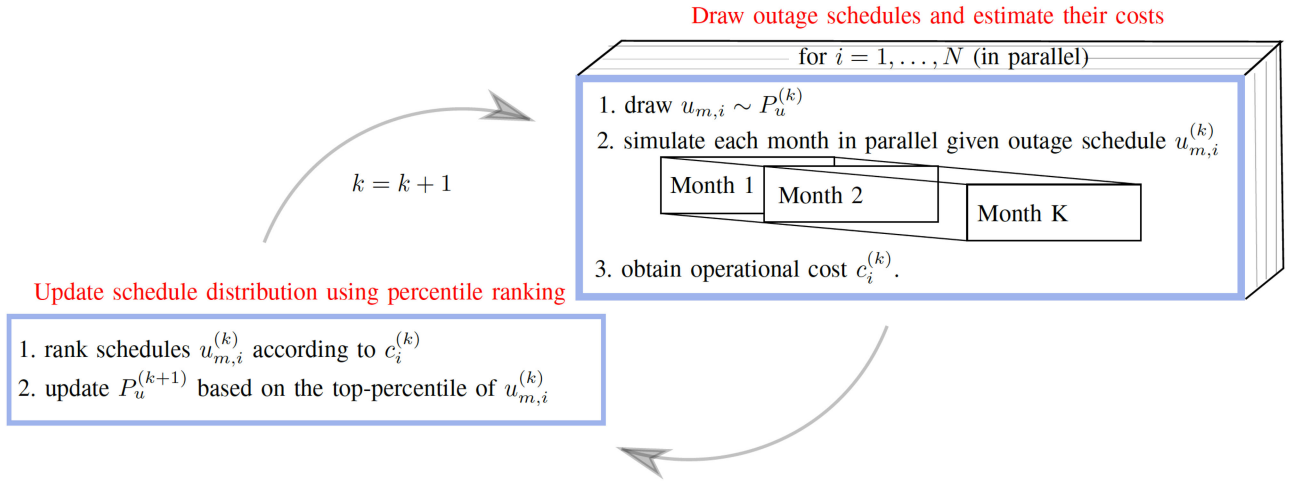 Draw outage schedules and estimate their costs
for $i = 1, \ldots, N$ (in parallel)
1. draw $u_{m,i} \sim P_u^{(k)}$
2. simulate each month in parallel given outage schedule $u_{m,i}^{(k)}$
Month 1
Month 2
Month K
3. obtain operational cost $c_i^{(k)}$.
$k = k + 1$
Update schedule distribution using percentile ranking
1. rank schedules $u_{m,i}^{(k)}$ according to $c_i^{(k)}$
2. update $P_u^{(k+1)}$ based on the top-percentile of $u_{m,i}^{(k)}$